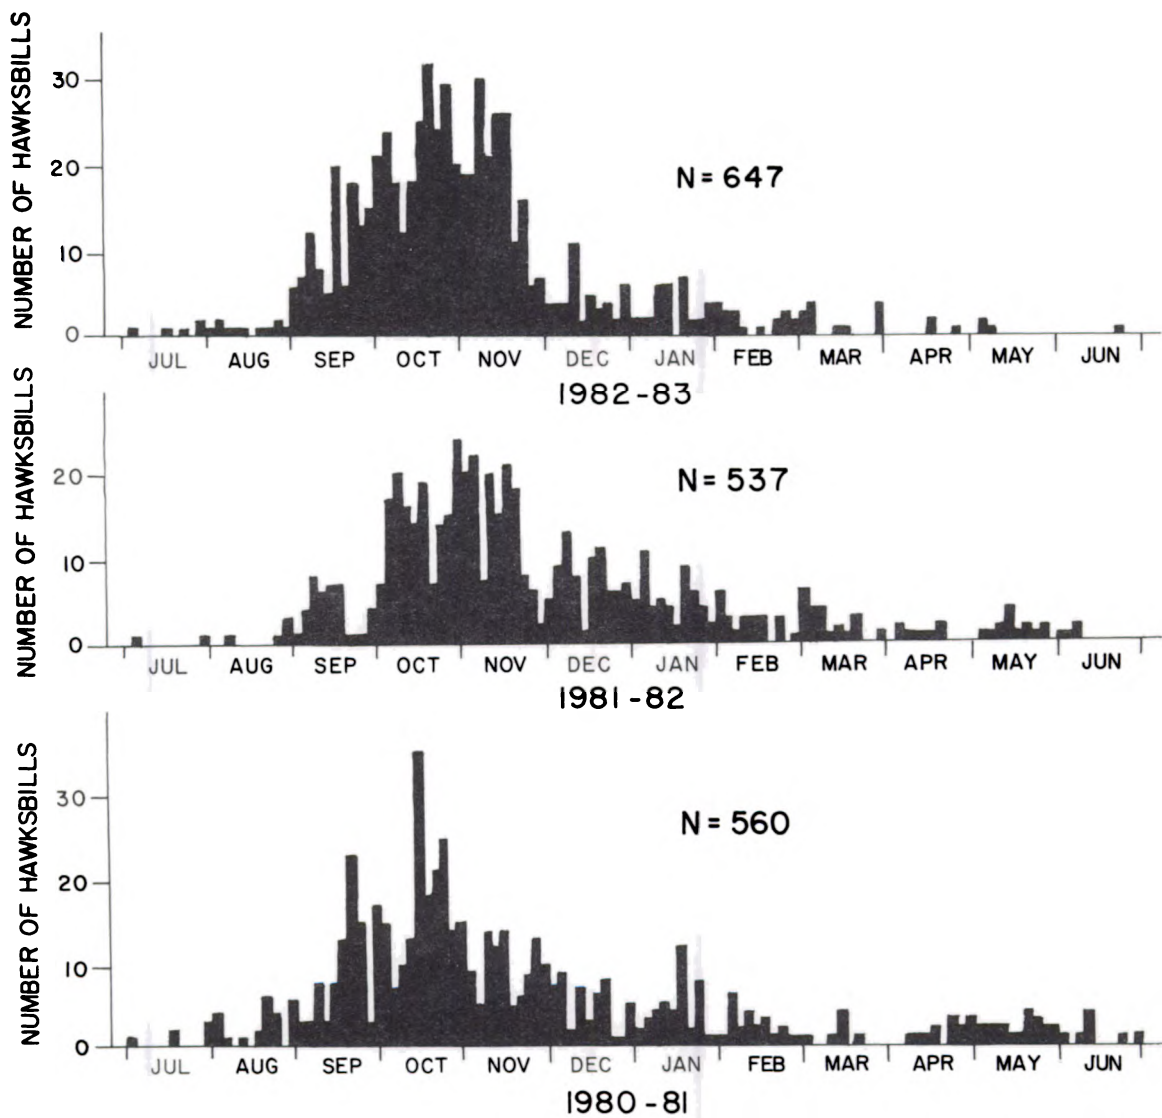 NUMBER OF HAWKSBILLS
30
20
10
0
N = 647
JUL AUG SEP OCT NOV DEC JAN FEB MAR APR MAY JUN
1982-83
NUMBER OF HAWKSBILLS
20
10
0
N = 537
JUL AUG SEP OCT NOV DEC JAN FEB MAR APR MAY JUN
1981-82
NUMBER OF HAWKSBILLS
30
20
10
0
N = 560
JUL AUG SEP OCT NOV DEC JAN FEB MAR APR MAY JUN
1980-81